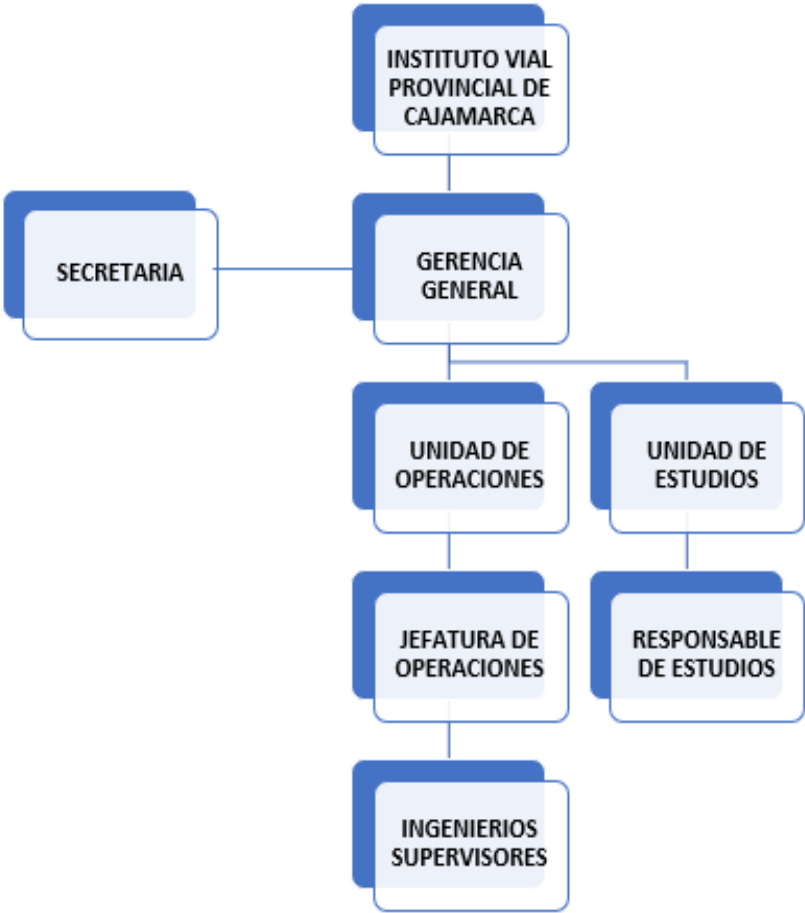 INSTITUTO VIAL
PROVINCIAL DE
CAJAMARCA
SECRETARIA
GERENCIA
GENERAL
UNIDAD DE
OPERACIONES
UNIDAD DE
ESTUDIOS
JEFATURA DE
OPERACIONES
RESPONSABLE
DE ESTUDIOS
INGENIERIOS
SUPERVISORES